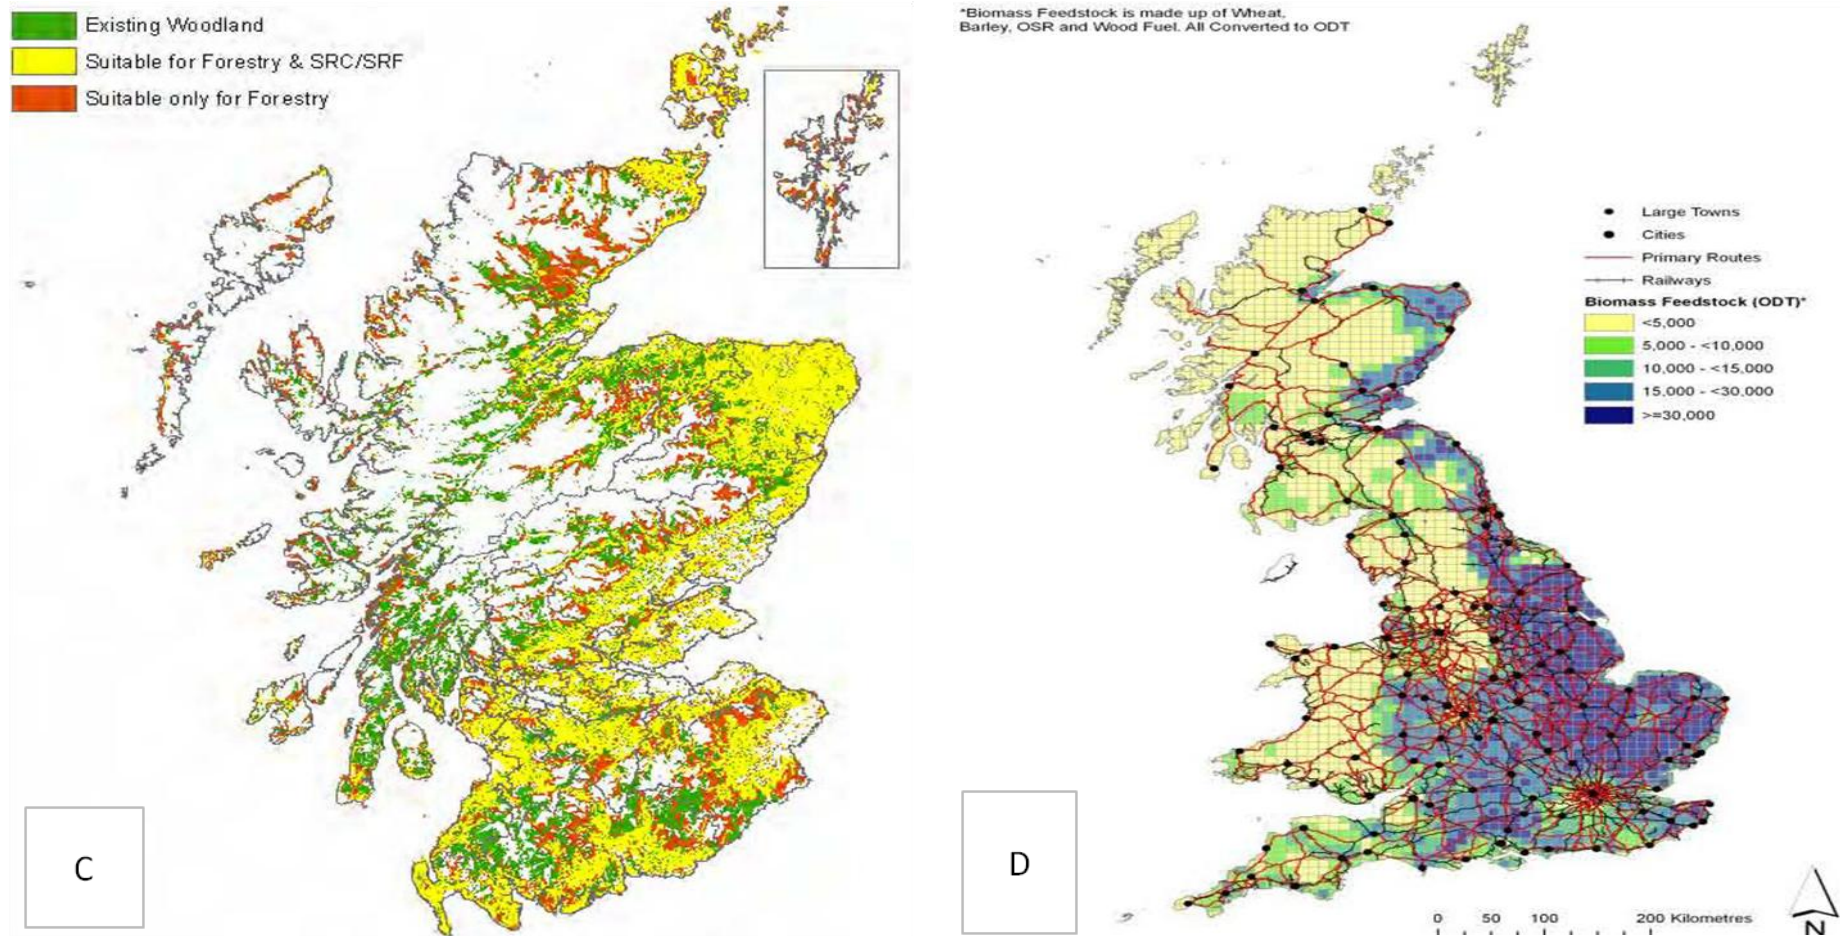 Existing Woodland
Suitable for Forestry & SRC/SRF
Suitable only for Forestry
C
*Biomass Feedstock is made up of Wheat,
Barley, OSR and Wood Fuel. All Converted to ODT
Large Towns
Cities
Primary Routes
Railways
Biomass Feedstock (ODT)*
<5,000
5,000 - <10,000
10,000 - <15,000
15,000 - <30,000
>=30,000
D
0 50 100 200 Kilometres
N